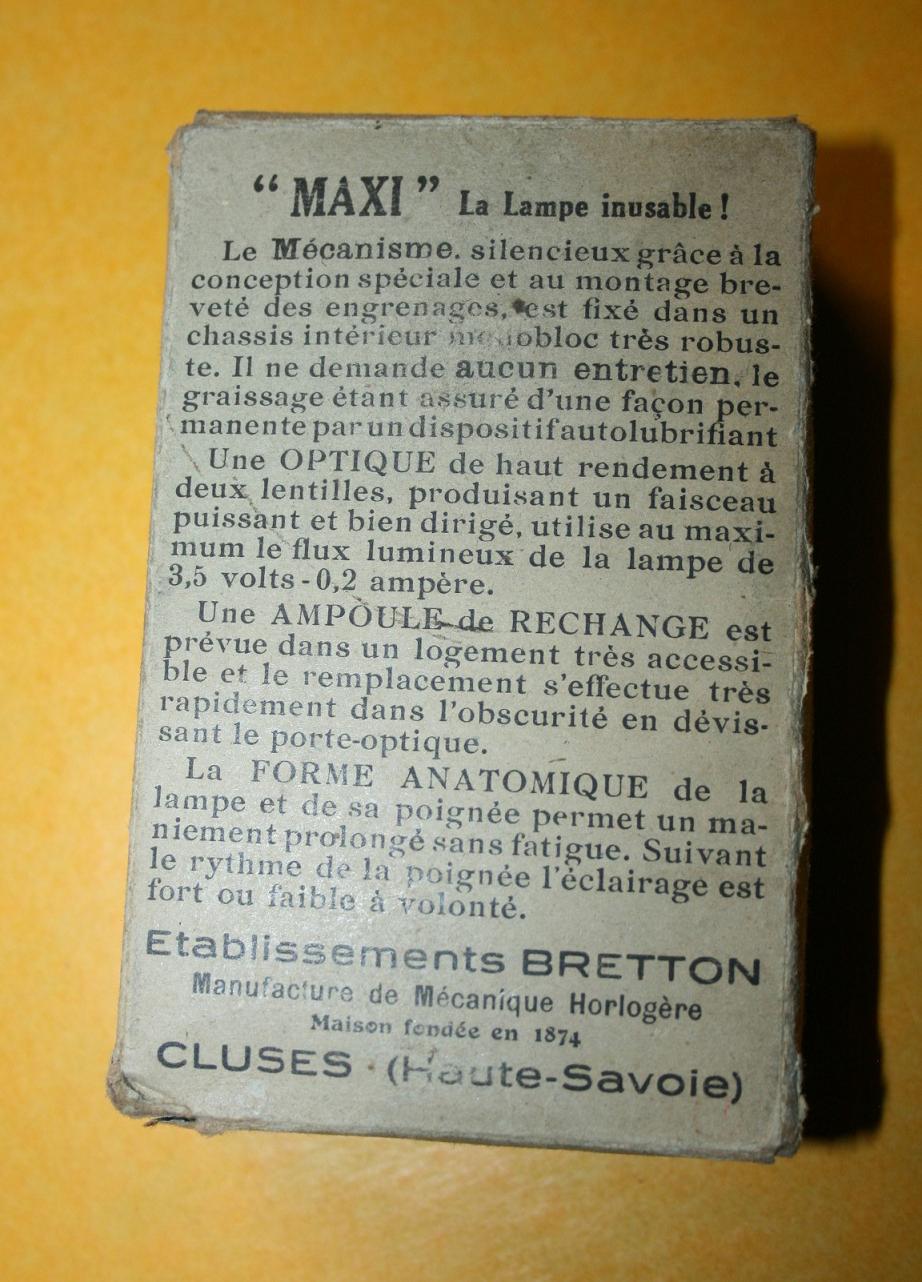 “ MAXI ” La Lampe inusable !
Le Mécanisme. silencieux grâce à la
conception spéciale et au montage bre-
veté des engrenages, est fixé dans un
chassis intérieur monobloc très robus-
te. Il ne demande aucun entretien, le
graissage étant assuré d'une façon per-
manente par un dispositif autolubrifiant
Une OPTIQUE de haut rendement à
deux lentilles, produisant un faisceau
puissant et bien dirigé, utilise au maxi-
mum le flux lumineux de la lampe de
3,5 volts - 0,2 ampère.
Une AMPOULE de RECHANGE est
prévue dans un logement très accessi-
ble et le remplacement s'effectue très
rapidement dans l'obscurité en dévis-
sant le porte-optique.
La FORME ANATOMIQUE de la
lampe et de sa poignée permet un ma-
niement prolongé sans fatigue. Suivant
le rythme de la poignée l'éclairage est
fort ou faible à volonté.
Etablissements BRETTON
Manufacture de Mécanique Horlogère
Maison fondée en 1874
CLUSES · (Haute-Savoie)